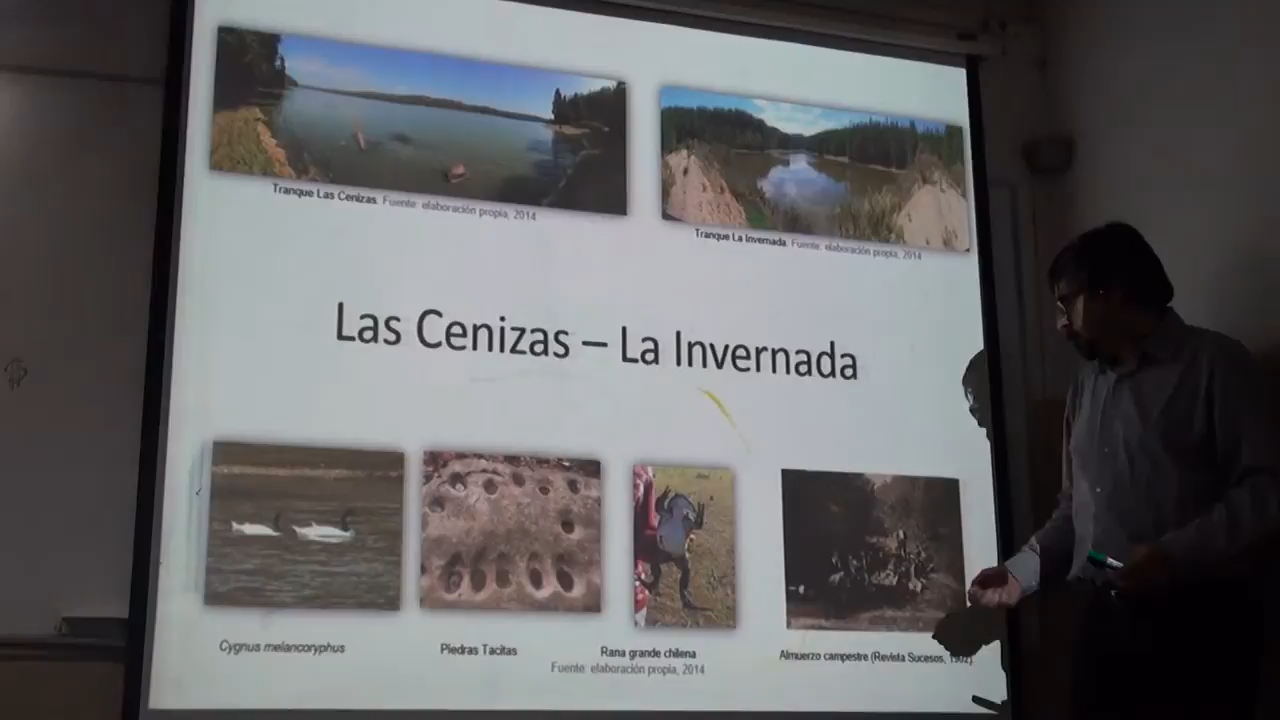 Tranque Las Cenizas. Fuente: elaboración propia, 2014
Tranque La Invernada. Fuente: elaboración propia, 2014
Las Cenizas – La Invernada
Cygnus melancoryphus
Piedras Tacitas
Rana grande chilena
Almuerzo campestre (Revista Sucesos, 1902)
Fuente: elaboración propia, 2014